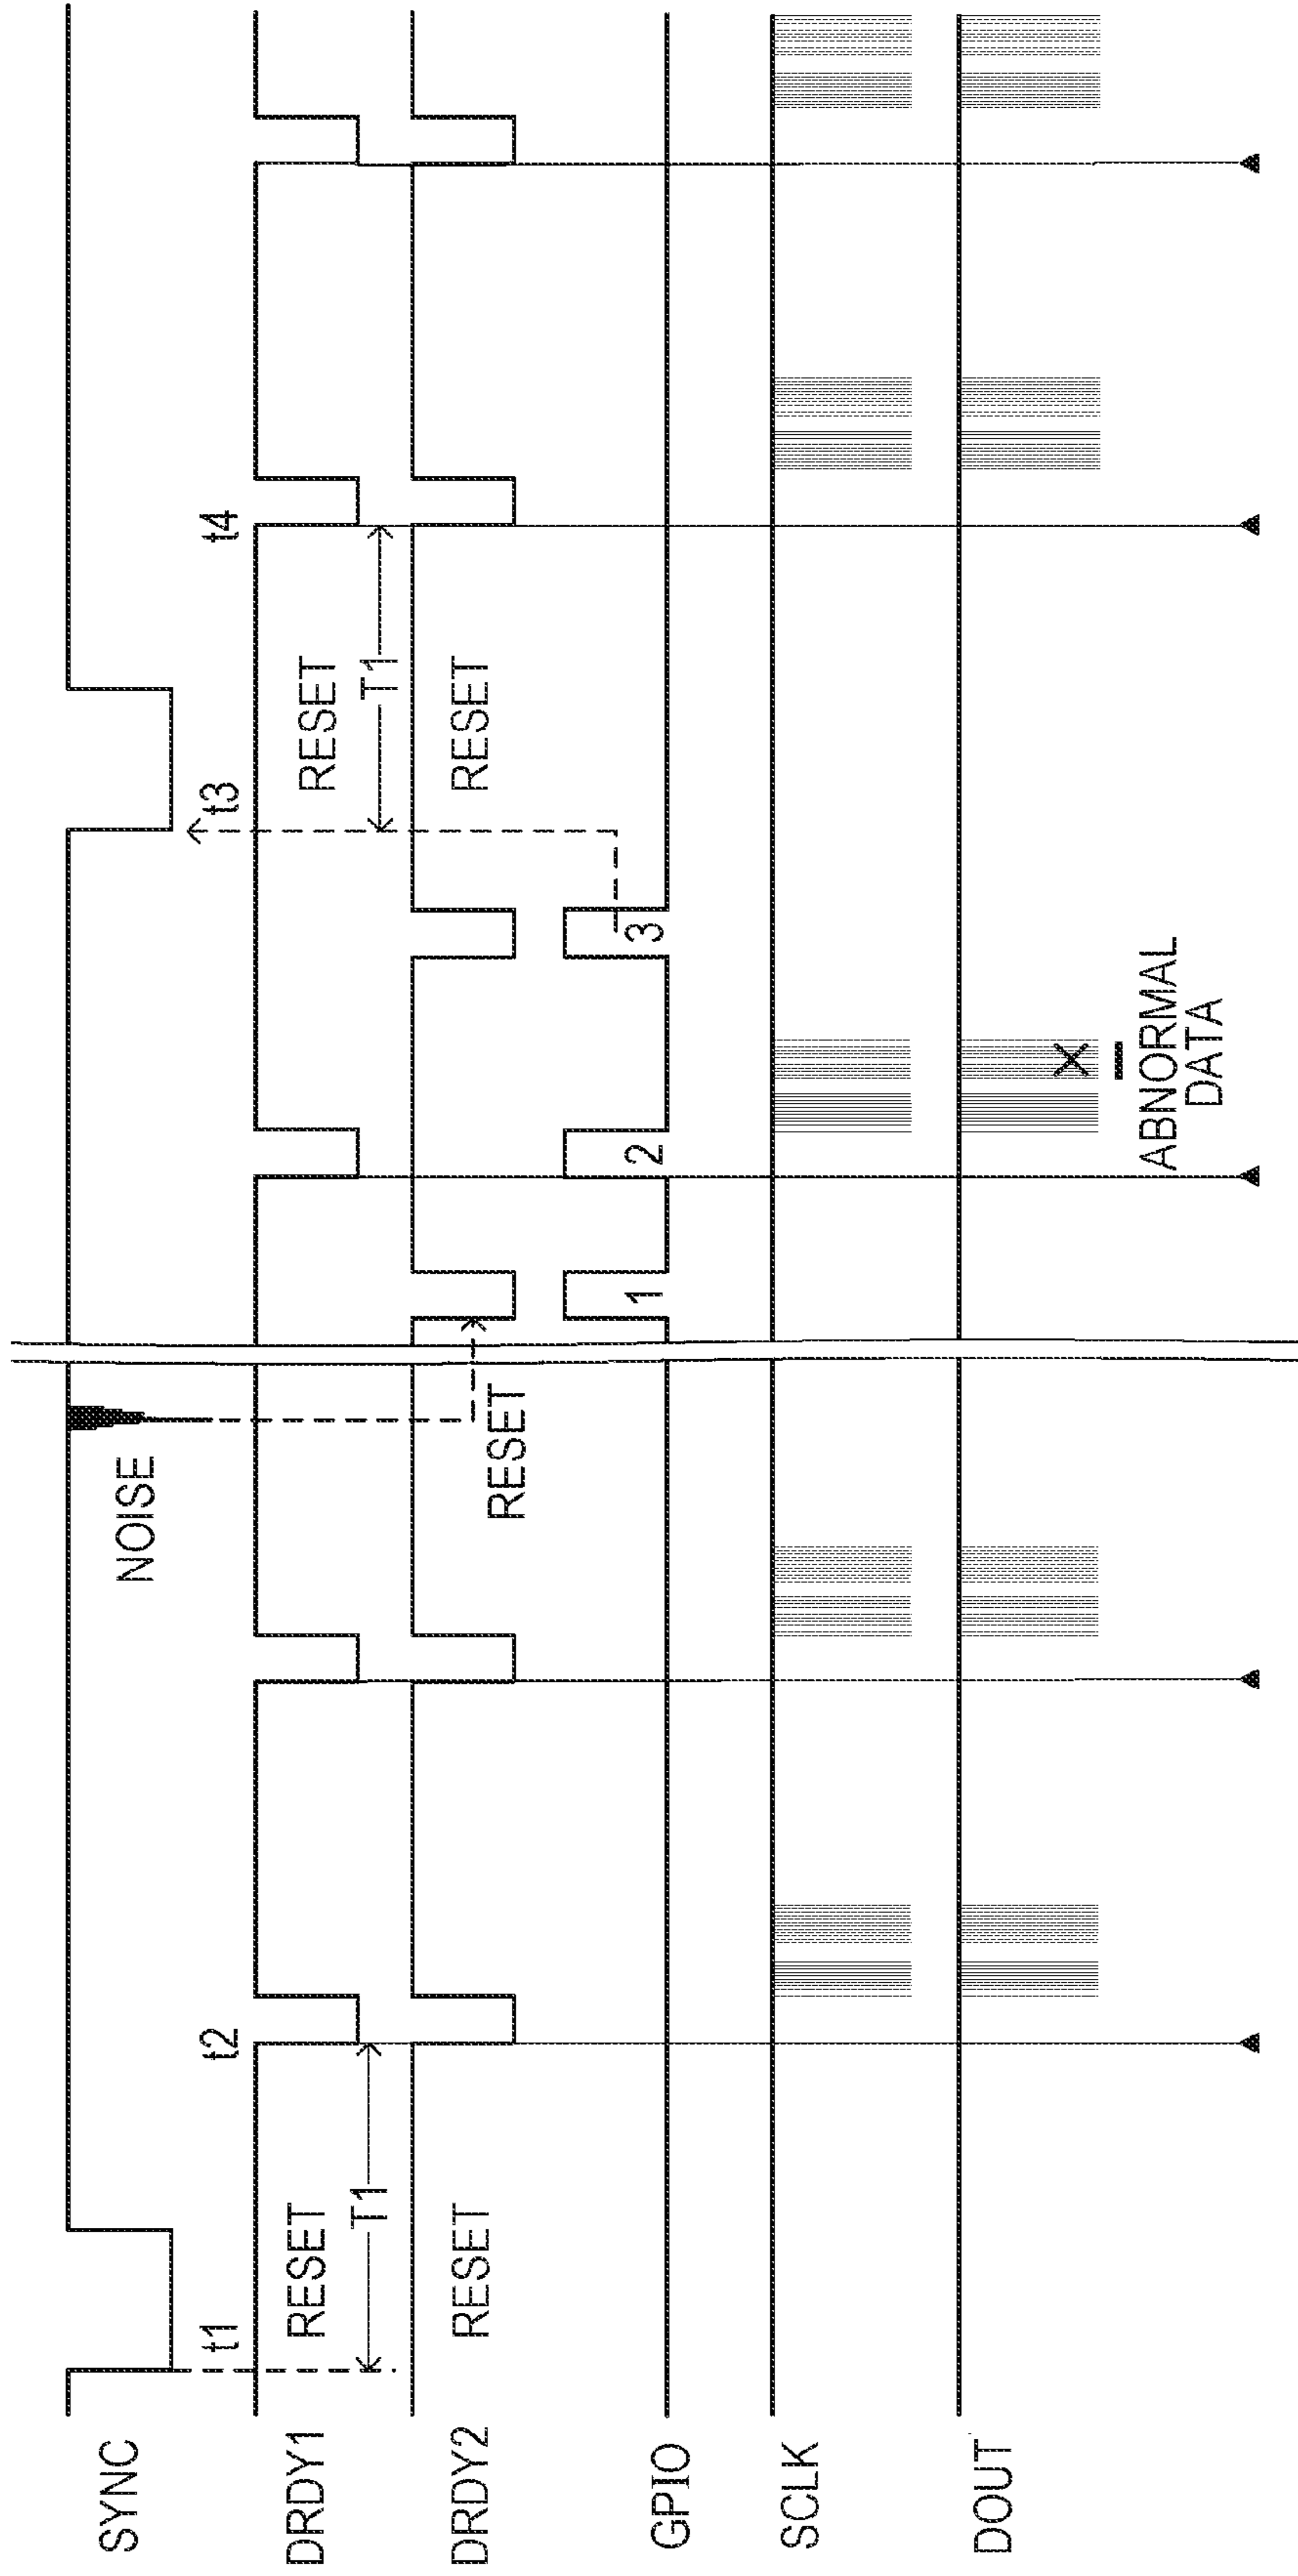 SYNC
t1
NOISE
t3
t2
t4
DRDY1
RESET
T1
RESET
T1
DRDY2
RESET
RESET
RESET
GPIO
1
2
3
SCLK
DOUT
ABNORMAL
DATA